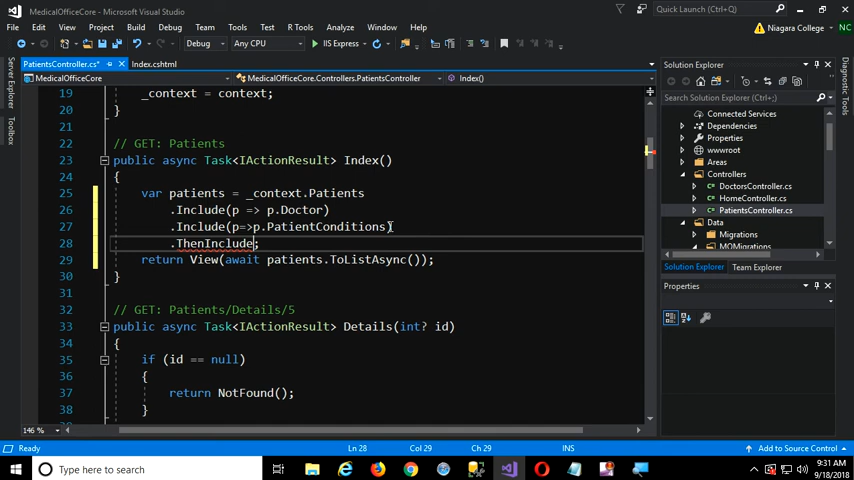 MedicalOfficeCore - Microsoft Visual Studio
Quick Launch (Ctrl+Q)
File Edit View Project Build Debug Team Tools Test R Tools Analyze Window Help
Niagara College
Debug Any CPU IIS Express
PatientsController.cs* Index.cshtml
MedicalOfficeCore MedicalOfficeCore.Controllers.PatientsController Index()
Server Explorer
Toolbox
19 _context = context;
20 }
21
22 // GET: Patients
23 public async Task<IActionResult> Index()
24 {
25 var patients = _context.Patients
26 .Include(p => p.Doctor)
27 .Include(p=>p.PatientConditions)
28 .ThenInclude;
29 return View(await patients.ToListAsync());
30 }
31
32 // GET: Patients/Details/5
33 public async Task<IActionResult> Details(int? id)
34 {
35 if (id == null)
36 {
37 return NotFound();
38 }
91 %
Solution Explorer
Search Solution Explorer (Ctrl+;)
Connected Services
Dependencies
Properties
wwwroot
Areas
Controllers
DoctorsController.cs
HomeController.cs
PatientsController.cs
Data
Migrations
MOMigrations
Solution Explorer Team Explorer
Properties
Ready Ln 28 Col 29 Ch 29 INS Add to Source Control
Type here to search
9:31 AM
9/18/2018